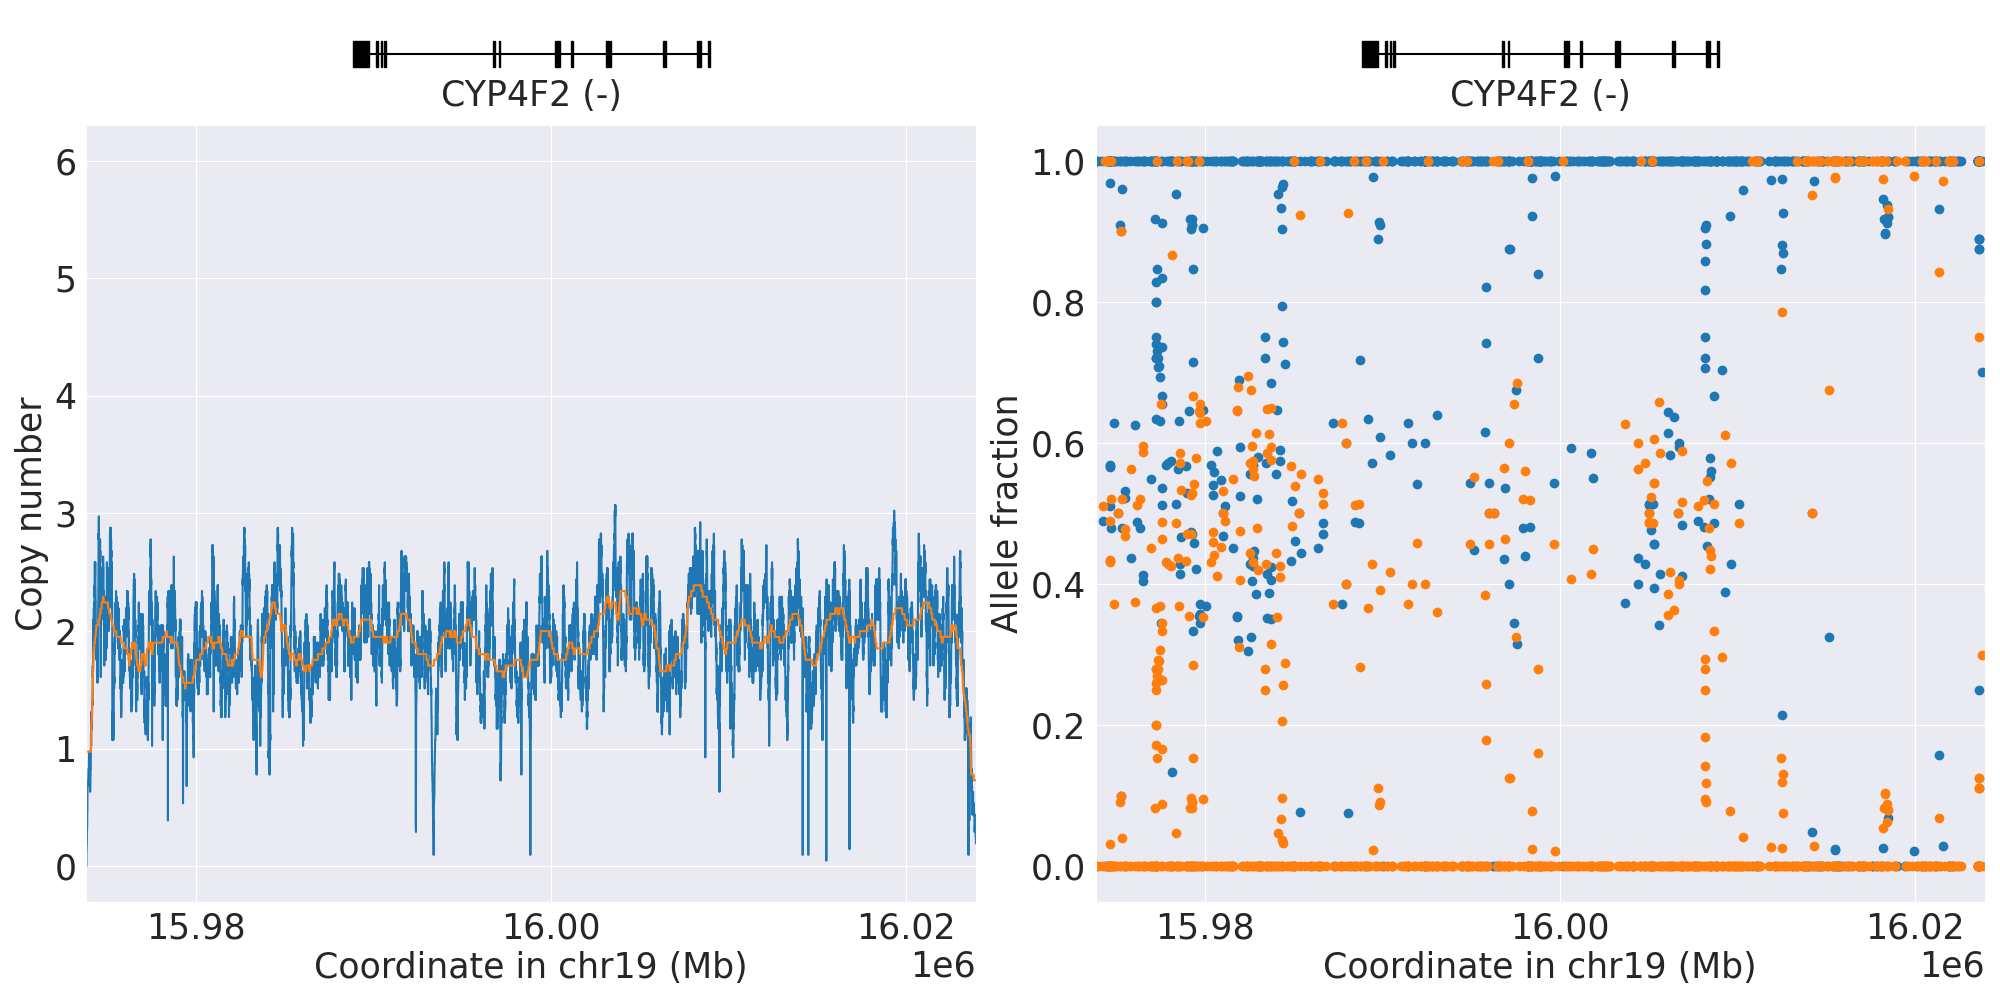 CYP4F2 (-)
6
5
4
3
2
1
0
Copy number
15.98
16.00
16.02
Coordinate in chr19 (Mb)
1e6
CYP4F2 (-)
1.0
0.8
0.6
0.4
0.2
0.0
Allele fraction
15.98
16.00
16.02
Coordinate in chr19 (Mb)
1e6